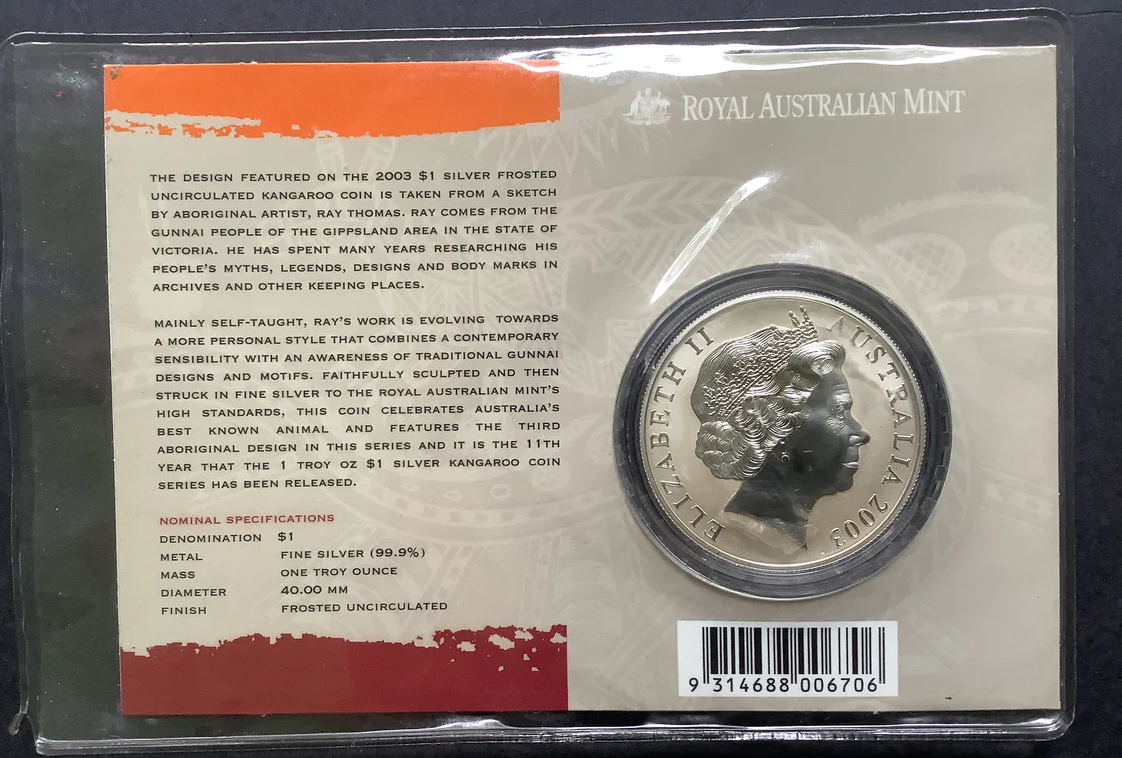 ROYAL AUSTRALIAN MINT
THE DESIGN FEATURED ON THE 2003 $1 SILVER FROSTED
UNCIRCULATED KANGAROO COIN IS TAKEN FROM A SKETCH
BY ABORIGINAL ARTIST, RAY THOMAS. RAY COMES FROM THE
GUNNAI PEOPLE OF THE GIPPSLAND AREA IN THE STATE OF
VICTORIA. HE HAS SPENT MANY YEARS RESEARCHING HIS
PEOPLE'S MYTHS, LEGENDS, DESIGNS AND BODY MARKS IN
ARCHIVES AND OTHER KEEPING PLACES.
MAINLY SELF-TAUGHT, RAY'S WORK IS EVOLVING TOWARDS
A MORE PERSONAL STYLE THAT COMBINES A CONTEMPORARY
SENSIBILITY WITH AN AWARENESS OF TRADITIONAL GUNNAI
DESIGNS AND MOTIFS. FAITHFULLY SCULPTED AND THEN
STRUCK IN FINE SILVER TO THE ROYAL AUSTRALIAN MINT'S
HIGH STANDARDS, THIS COIN CELEBRATES AUSTRALIA'S
BEST KNOWN ANIMAL AND FEATURES THE THIRD
ABORIGINAL DESIGN IN THIS SERIES AND IT IS THE 11TH
YEAR THAT THE 1 TROY OZ $1 SILVER KANGAROO COIN
SERIES HAS BEEN RELEASED.
NOMINAL SPECIFICATIONS
DENOMINATION $1
METAL FINE SILVER (99.9%)
MASS ONE TROY OUNCE
DIAMETER 40.00 MM
FINISH FROSTED UNCIRCULATED
ELIZABETH II AUSTRALIA 2003
9 314688 006706